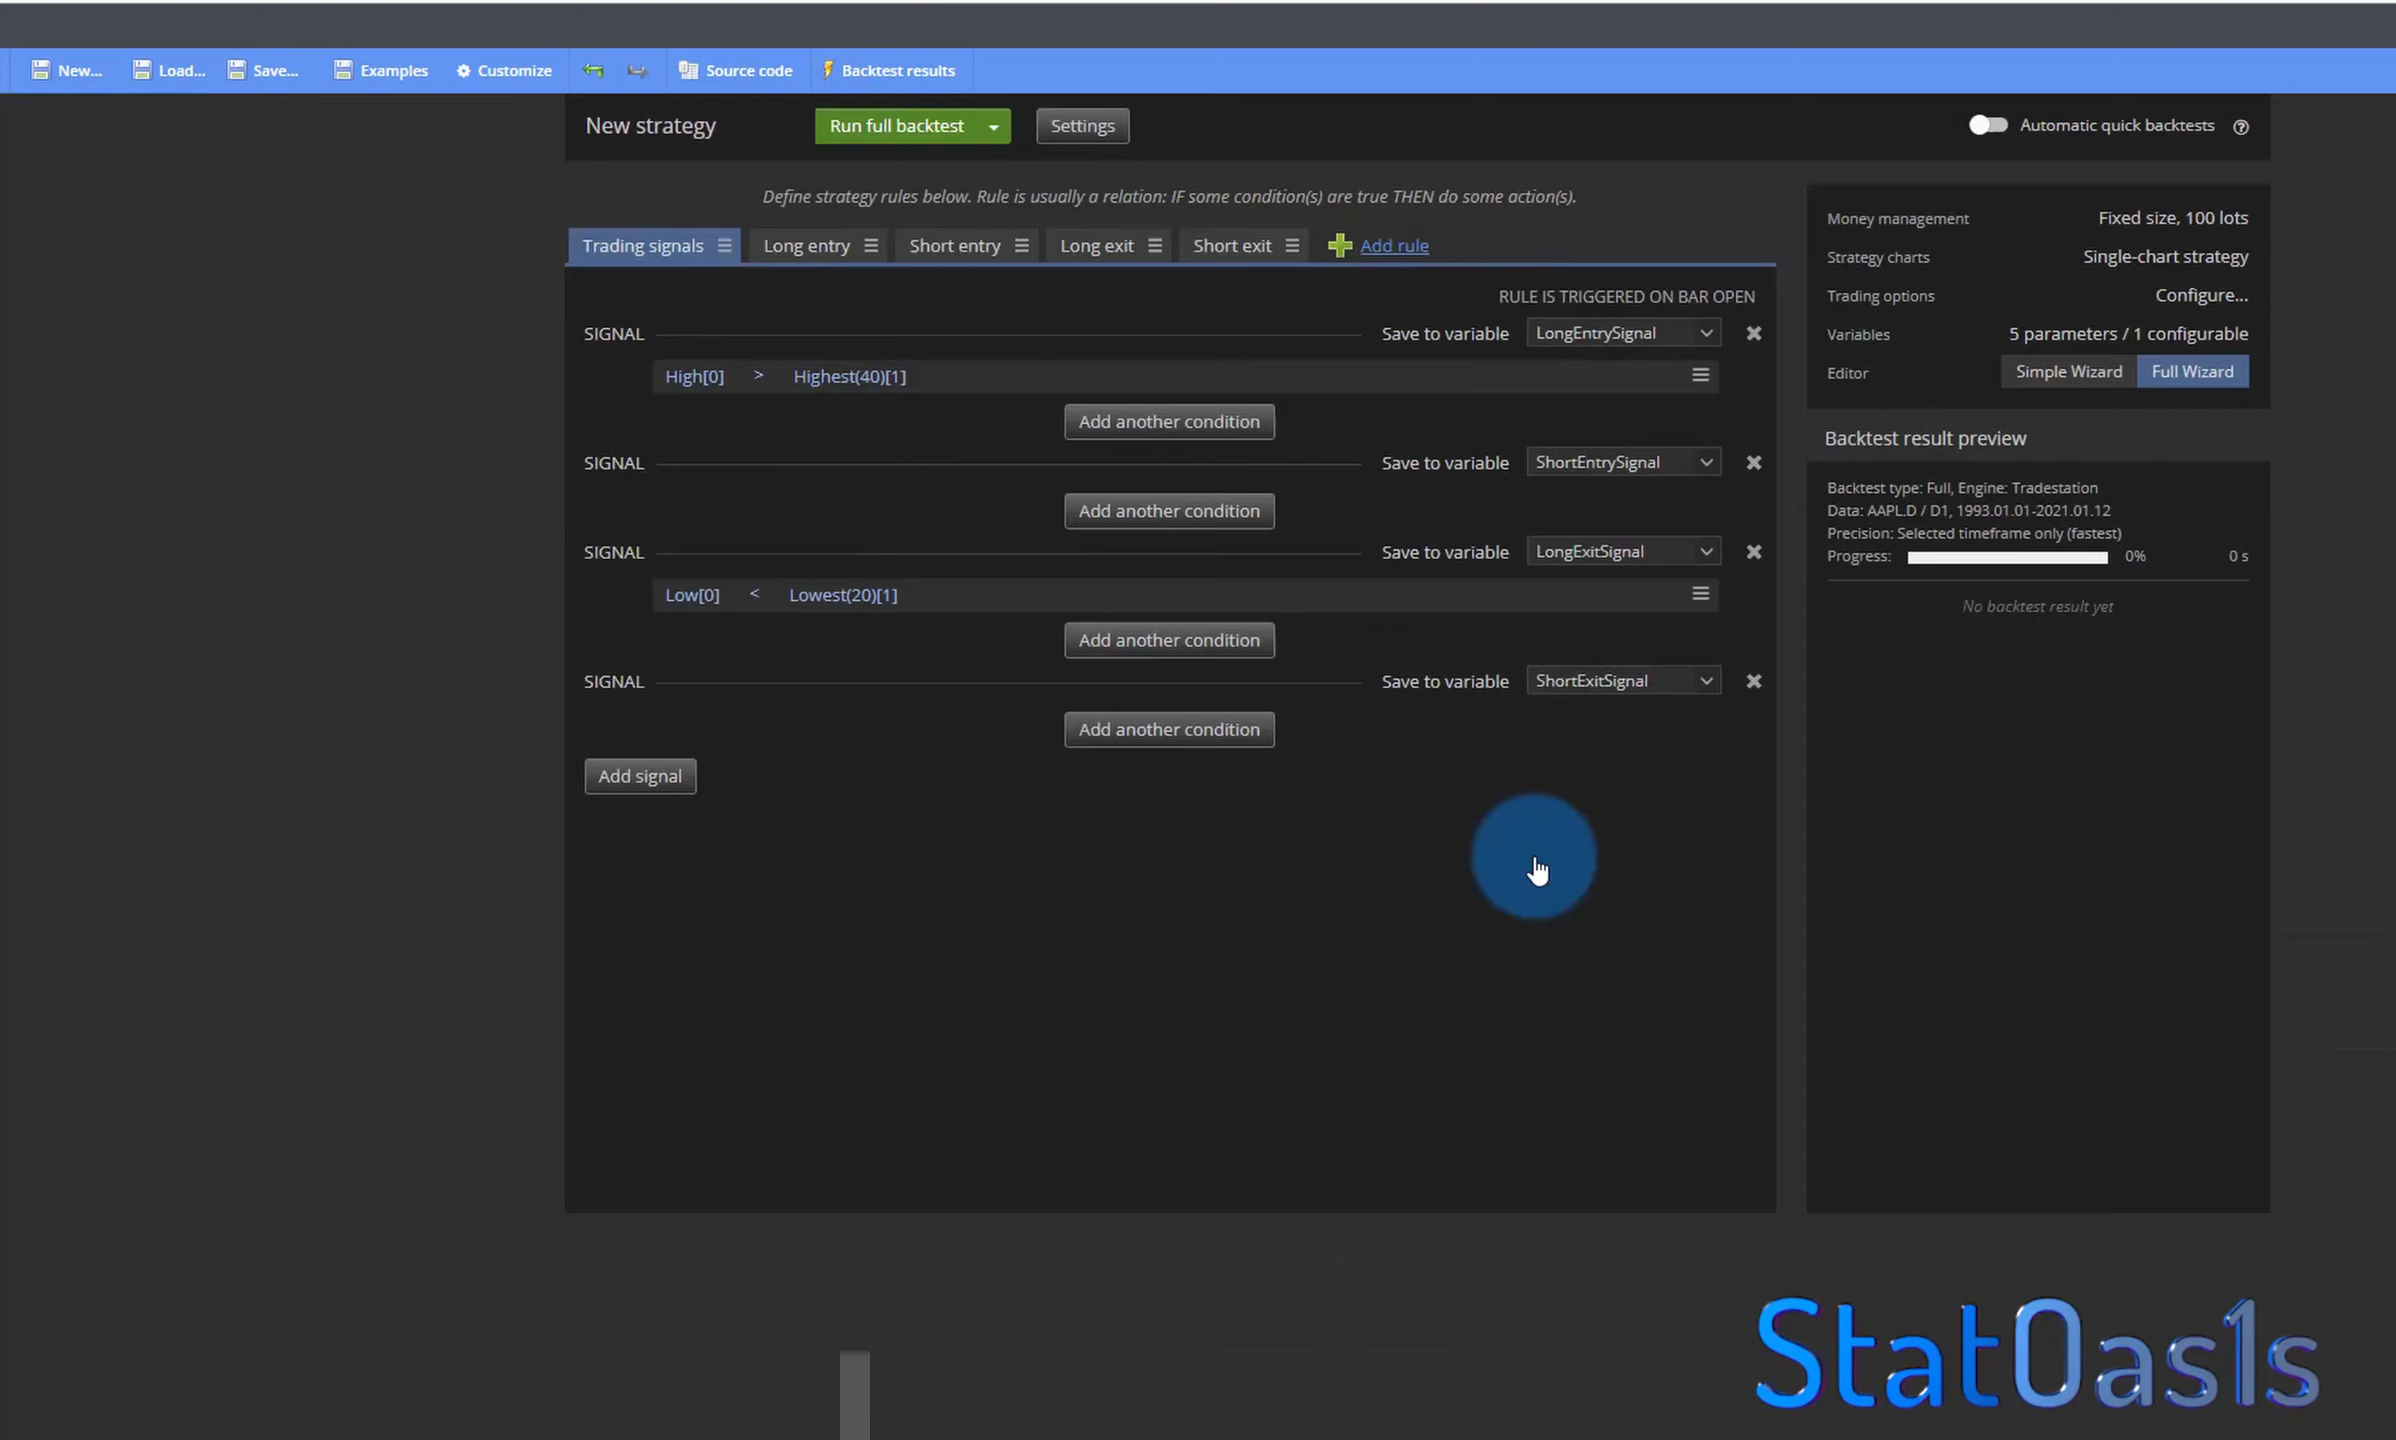 New... Load... Save... Examples Customize Source code Backtest results
New strategy Run full backtest Settings Automatic quick backtests ?
Define strategy rules below. Rule is usually a relation: IF some condition(s) are true THEN do some action(s).
Trading signals Long entry Short entry Long exit Short exit Add rule
RULE IS TRIGGERED ON BAR OPEN
SIGNAL Save to variable LongEntrySignal
High[0] > Highest(40)[1]
Add another condition
SIGNAL Save to variable ShortEntrySignal
Add another condition
SIGNAL Save to variable LongExitSignal
Low[0] < Lowest(20)[1]
Add another condition
SIGNAL Save to variable ShortExitSignal
Add another condition
Add signal
Money management Fixed size, 100 lots
Strategy charts Single-chart strategy
Trading options Configure...
Variables 5 parameters / 1 configurable
Editor Simple Wizard Full Wizard
Backtest result preview
Backtest type: Full, Engine: Tradestation
Data: AAPL.D / D1, 1993.01.01-2021.01.12
Precision: Selected timeframe only (fastest)
Progress: 0% 0 s
No backtest result yet
StatOas1s